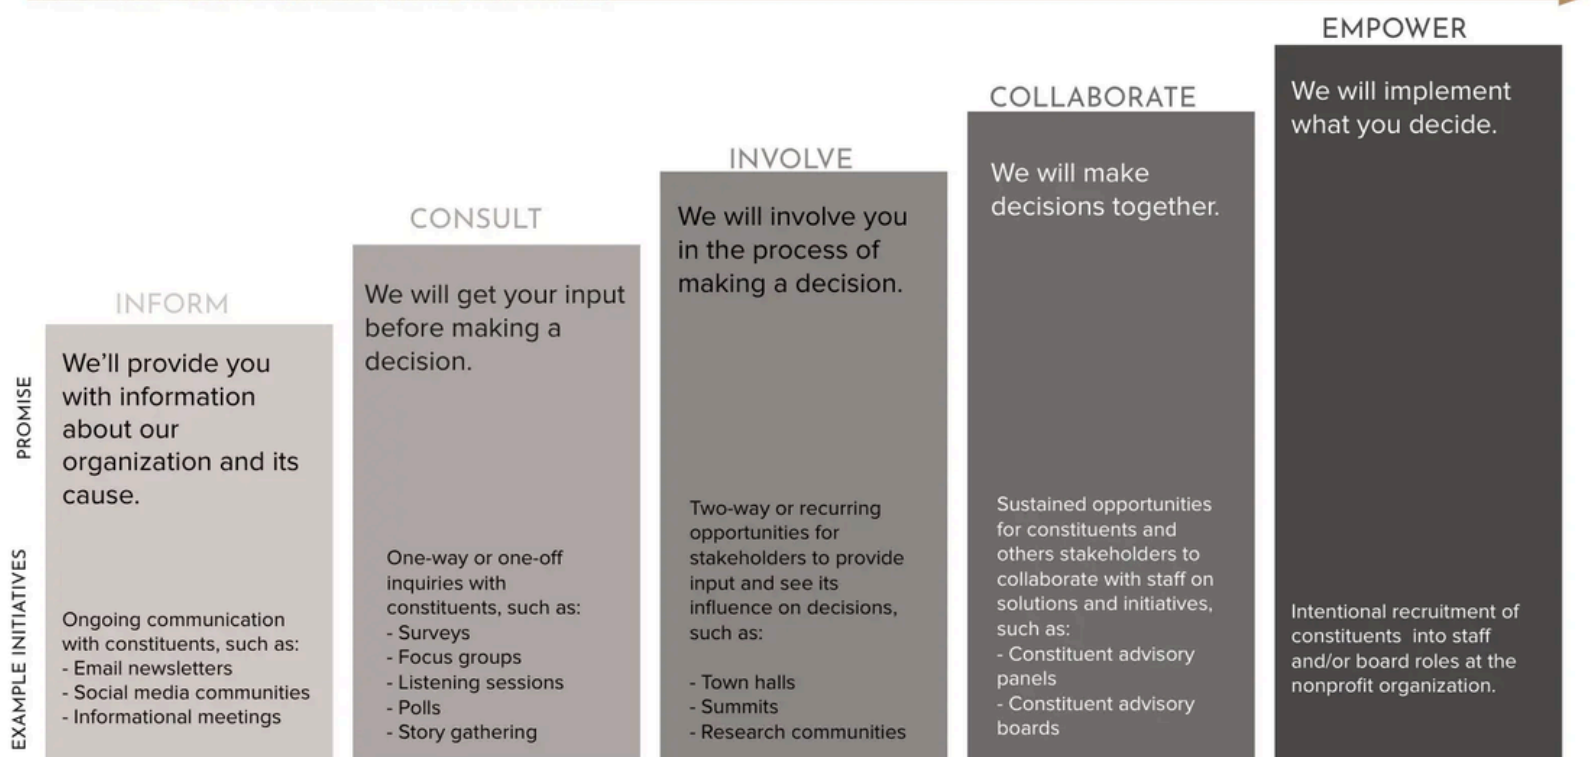 INFORM
We'll provide you
with information
about our
organization and its
cause.
Ongoing communication
with constituents, such as:
- Email newsletters
- Social media communities
- Informational meetings
CONSULT
We will get your input
before making a
decision.
One-way or one-off
inquiries with
constituents, such as:
- Surveys
- Focus groups
- Listening sessions
- Polls
- Story gathering
INVOLVE
We will involve you
in the process of
making a decision.
Two-way or recurring
opportunities for
stakeholders to provide
input and see its
influence on decisions,
such as:
- Town halls
- Summits
- Research communities
COLLABORATE
We will make
decisions together.
Sustained opportunities
for constituents and
others stakeholders to
collaborate with staff on
solutions and initiatives,
such as:
- Constituent advisory
panels
- Constituent advisory
boards
EMPOWER
We will implement
what you decide.
Intentional recruitment of
constituents into staff
and/or board roles at the
nonprofit organization.
PROMISE
EXAMPLE INITIATIVES